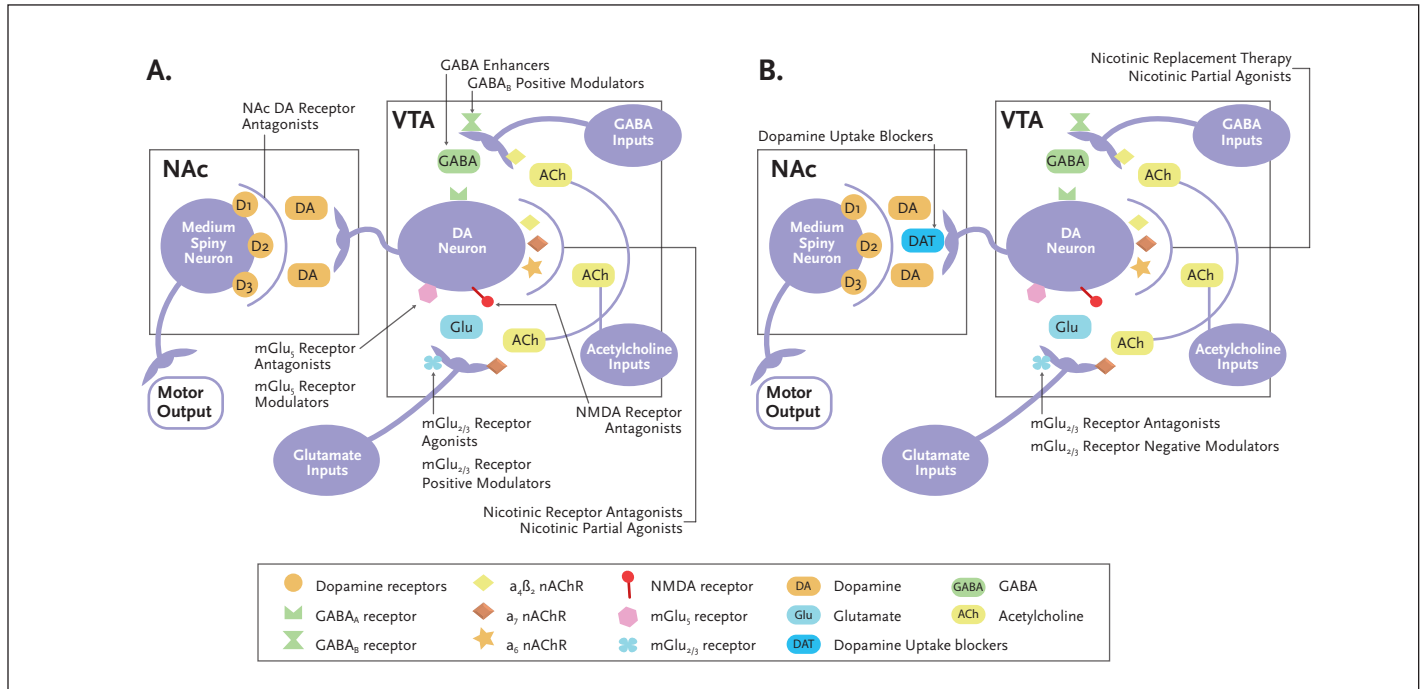 A.
GABA Enhancers
GABA_B Positive Modulators
NAc DA Receptor
Antagonists
VTA
GABA
Inputs
NAc
GABA
ACh
D1
D2
D3
DA
DA
Medium
Spiny
Neuron
DA
Neuron
ACh
Glu
ACh
Acetylcholine
Inputs
mGlu₅ Receptor
Antagonists
mGlu₅ Receptor
Modulators
Motor
Output
NMDA Receptor
Antagonists
mGlu₂/₃ Receptor
Agonists
mGlu₂/₃ Receptor
Positive Modulators
Glutamate
Inputs
Nicotinic Receptor Antagonists
Nicotinic Partial Agonists
B.
Nicotinic Replacement Therapy
Nicotinic Partial Agonists
Dopamine Uptake Blockers
VTA
GABA
Inputs
NAc
GABA
ACh
D1
D2
D3
DA
DAT
DA
Medium
Spiny
Neuron
DA
Neuron
ACh
Glu
ACh
Acetylcholine
Inputs
Motor
Output
mGlu₂/₃ Receptor Antagonists
mGlu₂/₃ Receptor Negative Modulators
Glutamate
Inputs
Dopamine receptors
GABA_A receptor
GABA_B receptor
a₄ß₂ nAChR
a₇ nAChR
a₆ nAChR
NMDA receptor
mGlu₅ receptor
mGlu₂/₃ receptor
DA Dopamine
Glu Glutamate
DAT Dopamine Uptake blockers
GABA GABA
ACh Acetylcholine